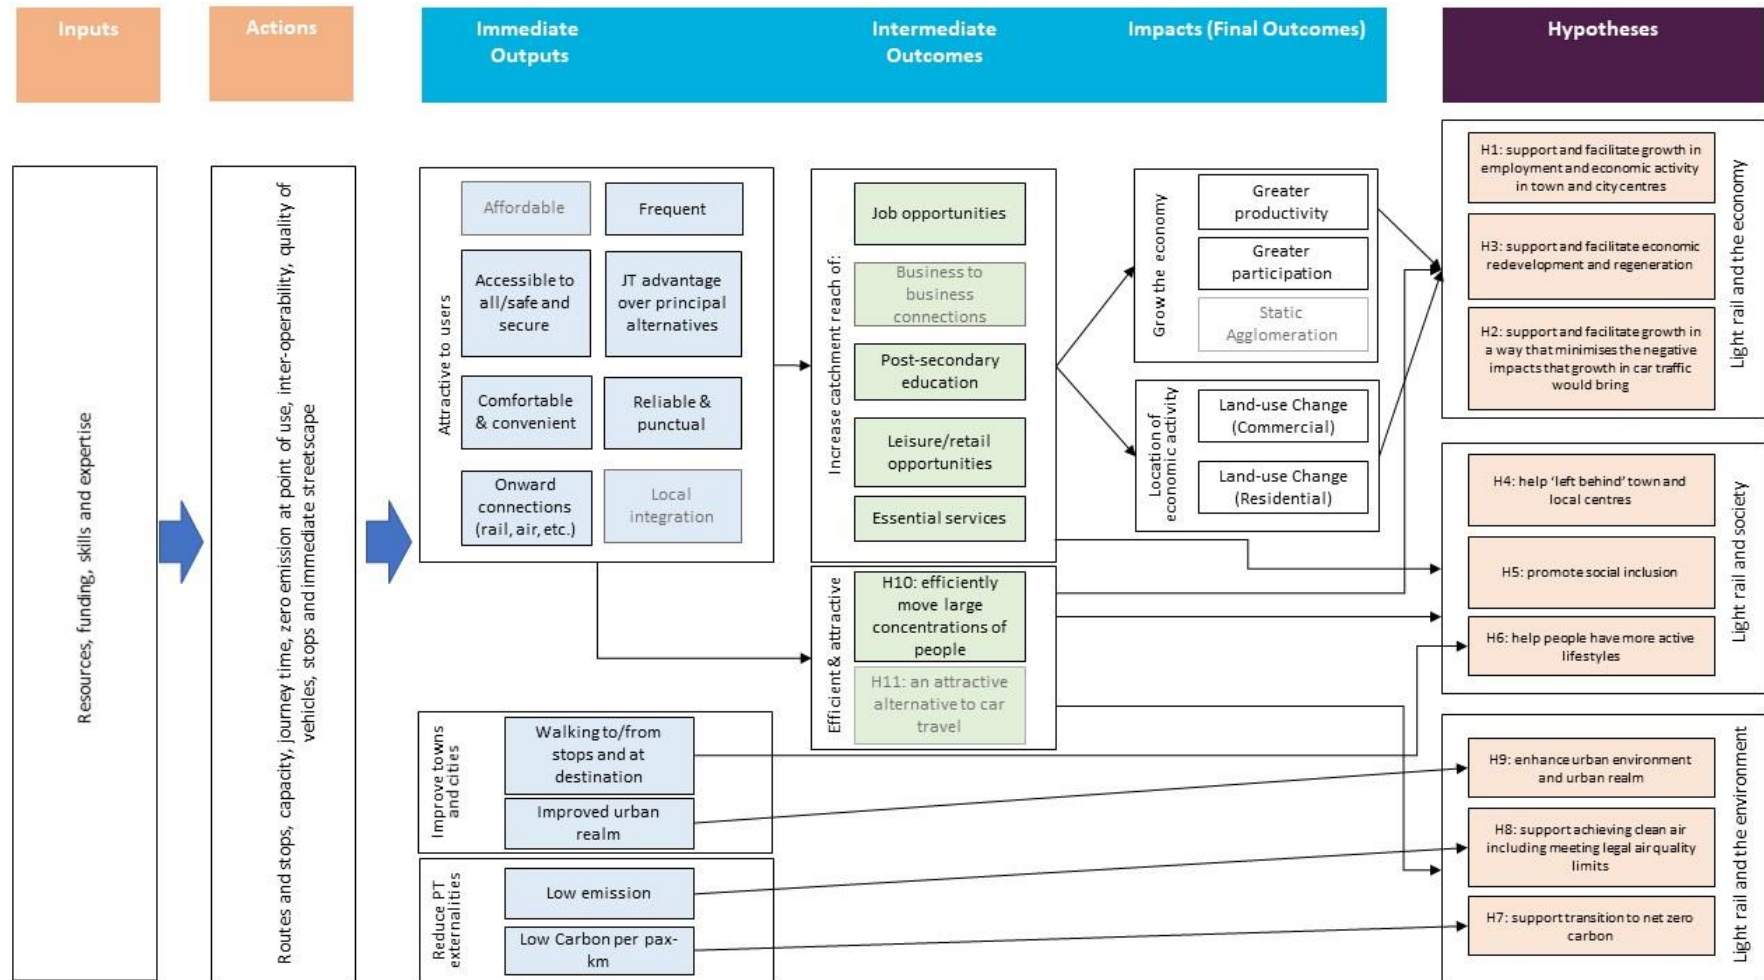 Inputs
Actions
Immediate
Outputs
Intermediate
Outcomes
Impacts (Final Outcomes)
Hypotheses
Resources, funding, skills and expertise
Routes and stops, capacity, journey time, zero emission at point of use, inter-operability, quality of
vehicles, stops and immediate streetscape
Attractive to users
Affordable
Frequent
Accessible to
all/safe and
secure
JT advantage
over principal
alternatives
Comfortable
& convenient
Reliable &
punctual
Onward
connections
(rail, air, etc.)
Local
integration
Improve towns
and cities
Walking to/from
stops and at
destination
Improved urban
realm
Reduce PT
externalities
Low emission
Low Carbon per pax-
km
Increase catchment reach of:
Job opportunities
Business to
business
connections
Post-secondary
education
Leisure/retail
opportunities
Essential services
Efficient & attractive
H10: efficiently
move large
concentrations of
people
H11: an attractive
alternative to car
travel
Grow the economy
Greater
productivity
Greater
participation
Static
Agglomeration
Location of
economic activity
Land-use Change
(Commercial)
Land-use Change
(Residential)
H1: support and facilitate growth in
employment and economic activity
in town and city centres
H3: support and facilitate economic
redevelopment and regeneration
H2: support and facilitate growth in
a way that minimises the negative
impacts that growth in car traffic
would bring
Light rail and the economy
H4: help ‘left behind’ town and
local centres
H5: promote social inclusion
H6: help people have more active
lifestyles
Light rail and society
H9: enhance urban environment
and urban realm
H8: support achieving clean air
including meeting legal air quality
limits
H7: support transition to net zero
carbon
Light rail and the environment